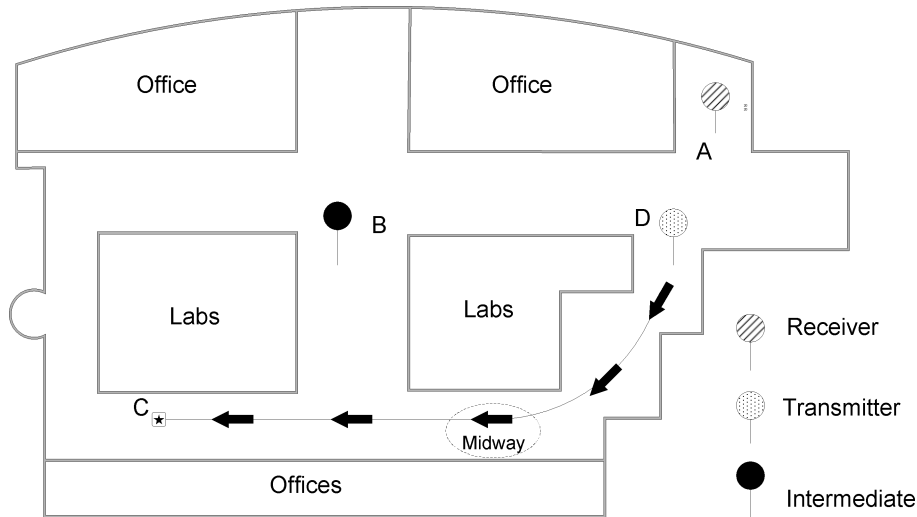 Office
Office
A
B
D
Labs
Labs
C
Midway
Offices
Receiver
Transmitter
Intermediate